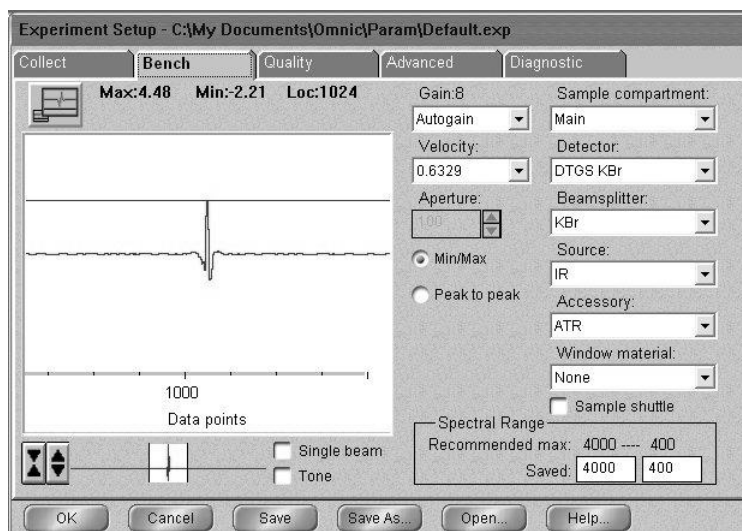 Experiment Setup - C:\My Documents\Omnic\Param\Default.exp
Collect Bench Quality Advanced Diagnostic
Max:4.48 Min:-2.21 Loc:1024
Gain:8
Autogain
Velocity:
0.6329
Aperture:
100
Min/Max
Peak to peak
Sample compartment:
Main
Detector:
DTGS KBr
Beamsplitter:
KBr
Source:
IR
Accessory:
ATR
Window material:
None
Sample shuttle
1000
Data points
Single beam
Tone
Spectral Range
Recommended max: 4000 ---- 400
Saved: 4000 400
OK Cancel Save Save As... Open... Help...